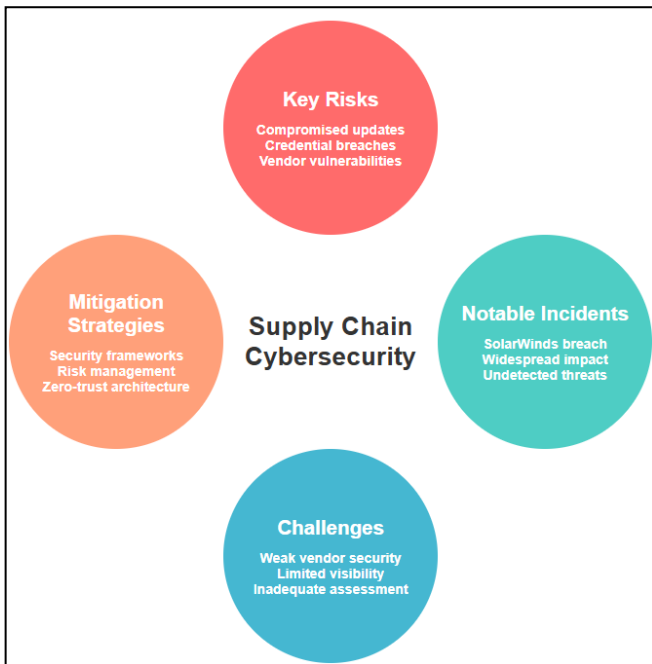 Key Risks
Compromised updates
Credential breaches
Vendor vulnerabilities
Mitigation
Strategies
Security frameworks
Risk management
Zero-trust architecture
Supply Chain
Cybersecurity
Notable Incidents
SolarWinds breach
Widespread impact
Undetected threats
Challenges
Weak vendor security
Limited visibility
Inadequate assessment